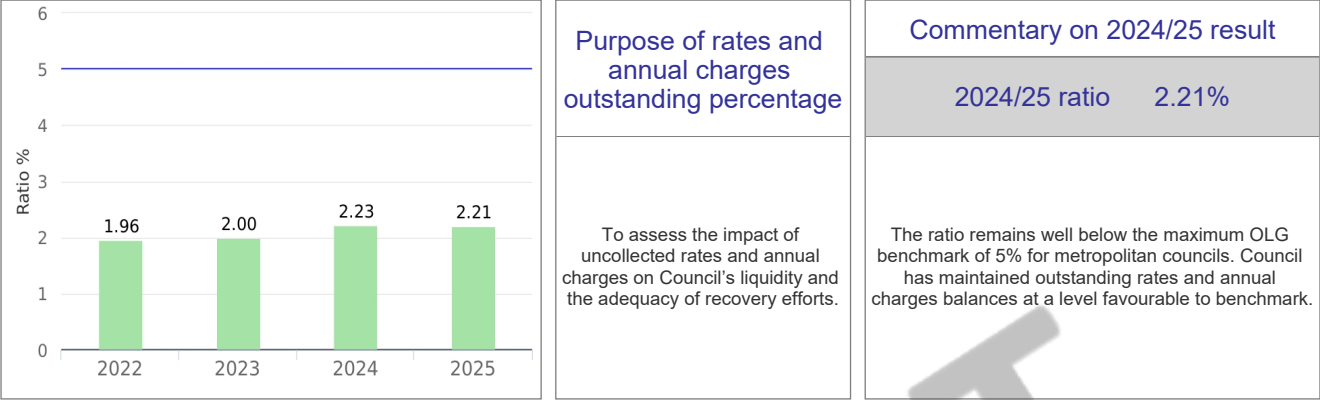 6
5
4
3
2
1
0
Ratio %
1.96
2.00
2.23
2.21
2022
2023
2024
2025
Purpose of rates and
annual charges
outstanding percentage
To assess the impact of
uncollected rates and annual
charges on Council’s liquidity and
the adequacy of recovery efforts.
Commentary on 2024/25 result
2024/25 ratio 2.21%
The ratio remains well below the maximum OLG
benchmark of 5% for metropolitan councils. Council
has maintained outstanding rates and annual
charges balances at a level favourable to benchmark.